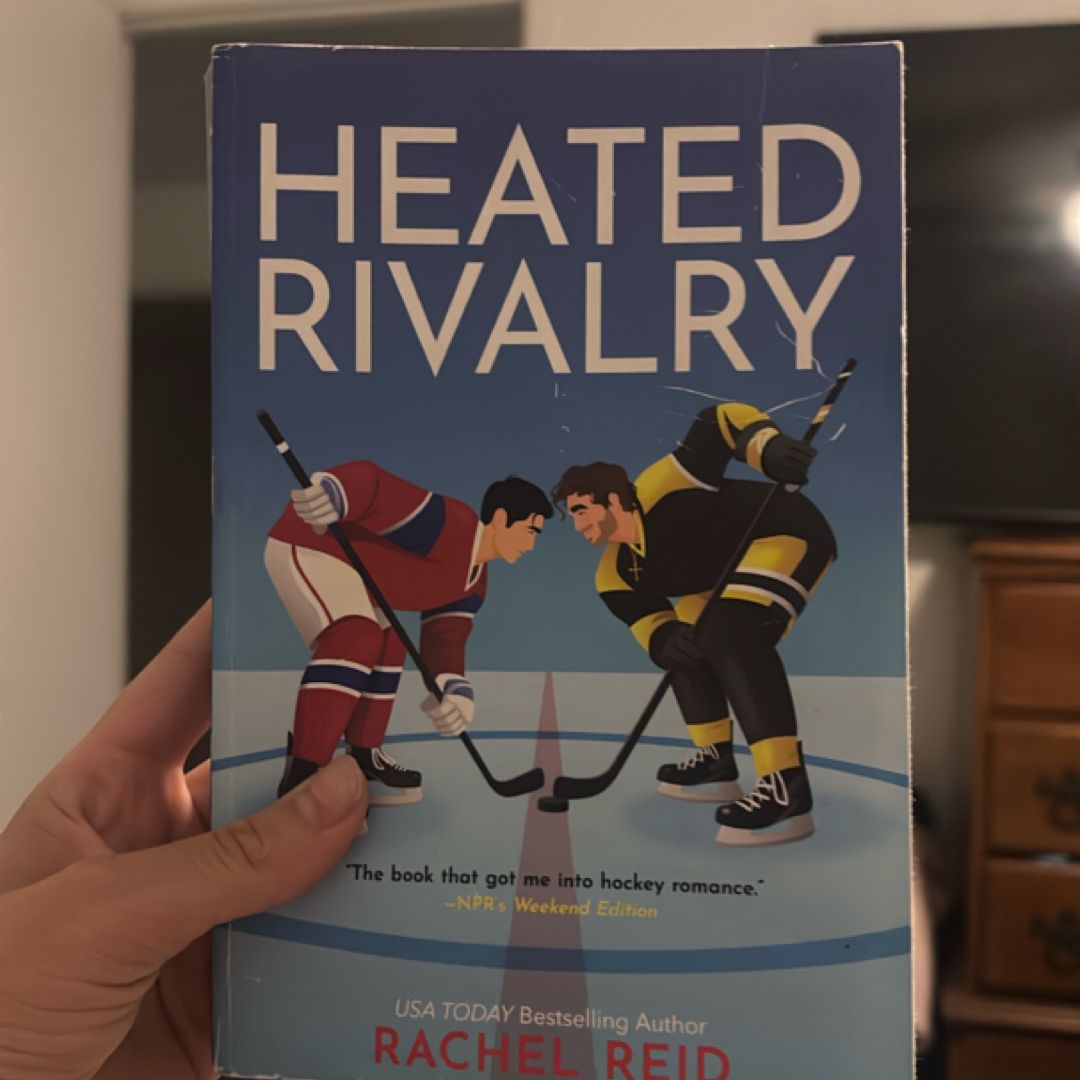 HEATED
RIVALRY
"The book that got me into hockey romance."
—NPR's Weekend Edition
USA TODAY Bestselling Author
RACHEL REID